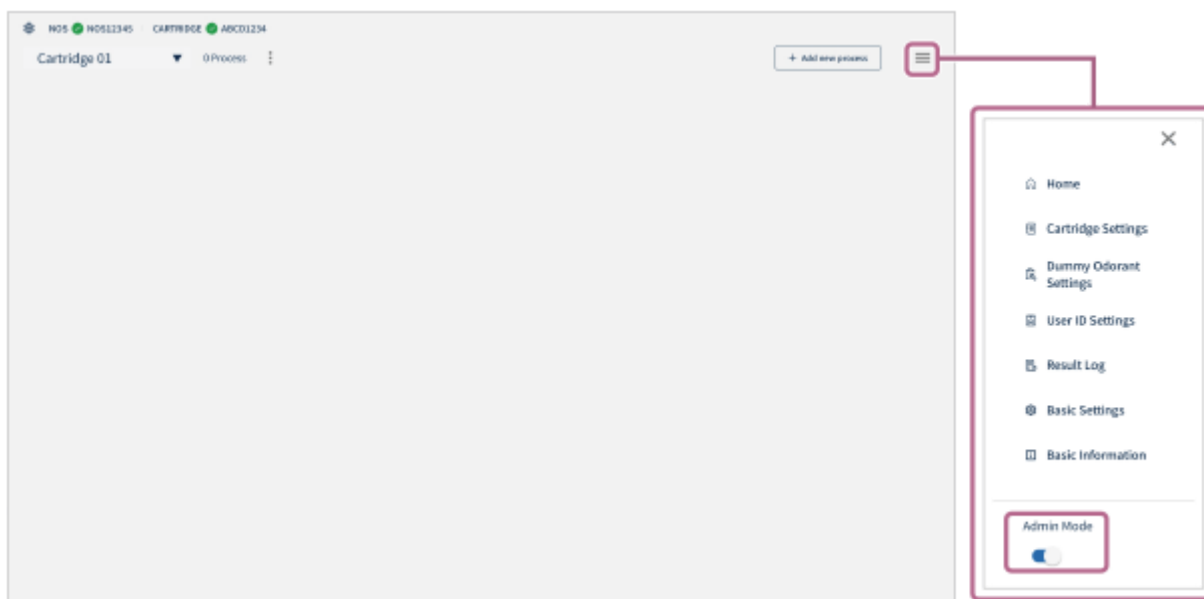 NOS NOS12345 CARTRIDGE ABCD1234
Cartridge 01 0 Process + Add new process
Home
Cartridge Settings
Dummy Odorant
Settings
User ID Settings
Result Log
Basic Settings
Basic Information
Admin Mode